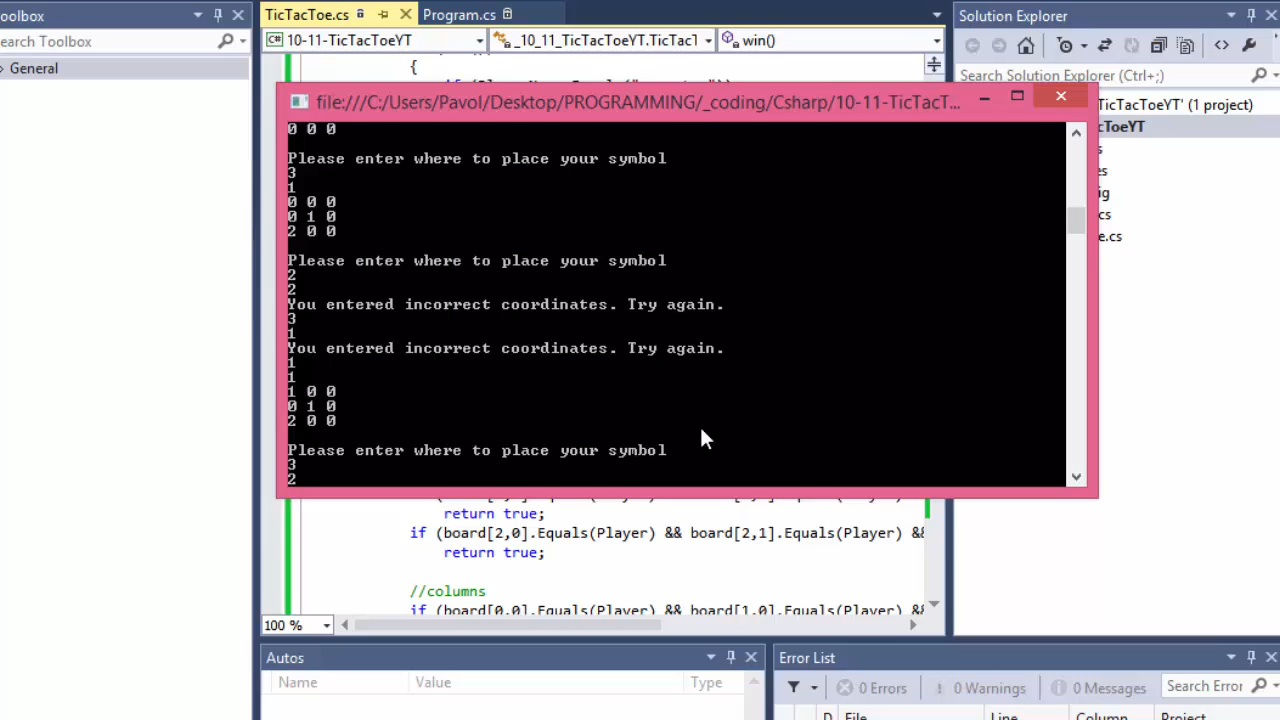 oolbox
earch Toolbox
General
TicTacToe.cs
Program.cs
10-11-TicTacToeYT
_10_11_TicTacToeYT.TicTacT
win()
{
file:///C:/Users/Pavol/Desktop/PROGRAMMING/_coding/Csharp/10-11-TicTacT...
0 0 0
Please enter where to place your symbol
3
1
0 0 0
0 1 0
2 0 0
Please enter where to place your symbol
2
2
You entered incorrect coordinates. Try again.
3
1
You entered incorrect coordinates. Try again.
1
1
1 0 0
0 1 0
2 0 0
Please enter where to place your symbol
3
2
return true;
if (board[2,0].Equals(Player) && board[2,1].Equals(Player) &&
return true;
//columns
if (board[0,0].Equals(Player) && board[1,0].Equals(Player) &&
100 %
Autos
Name
Value
Type
Error List
0 Errors
0 Warnings
0 Messages
Search Error
D
File
Line
Column
Project
Solution Explorer
Search Solution Explorer (Ctrl+;)
TicTacToeYT' (1 project)
cToeYT
s
es
ig
cs
e.cs